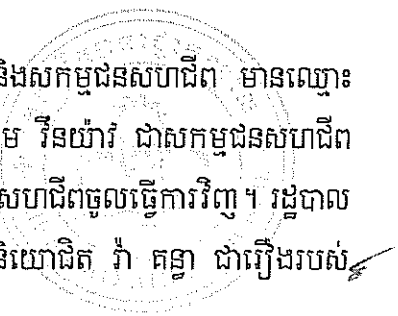 និងសកម្មជនសហជីព មានឈ្មោះ
ម វីនយ៉ាវ ជាសកម្មជនសហជីព
សហជីពចូលធ្វើការវិញ។ រដ្ឋបាល
និយោជិត វ៉ា គន្ធា ជារឿងរបស់